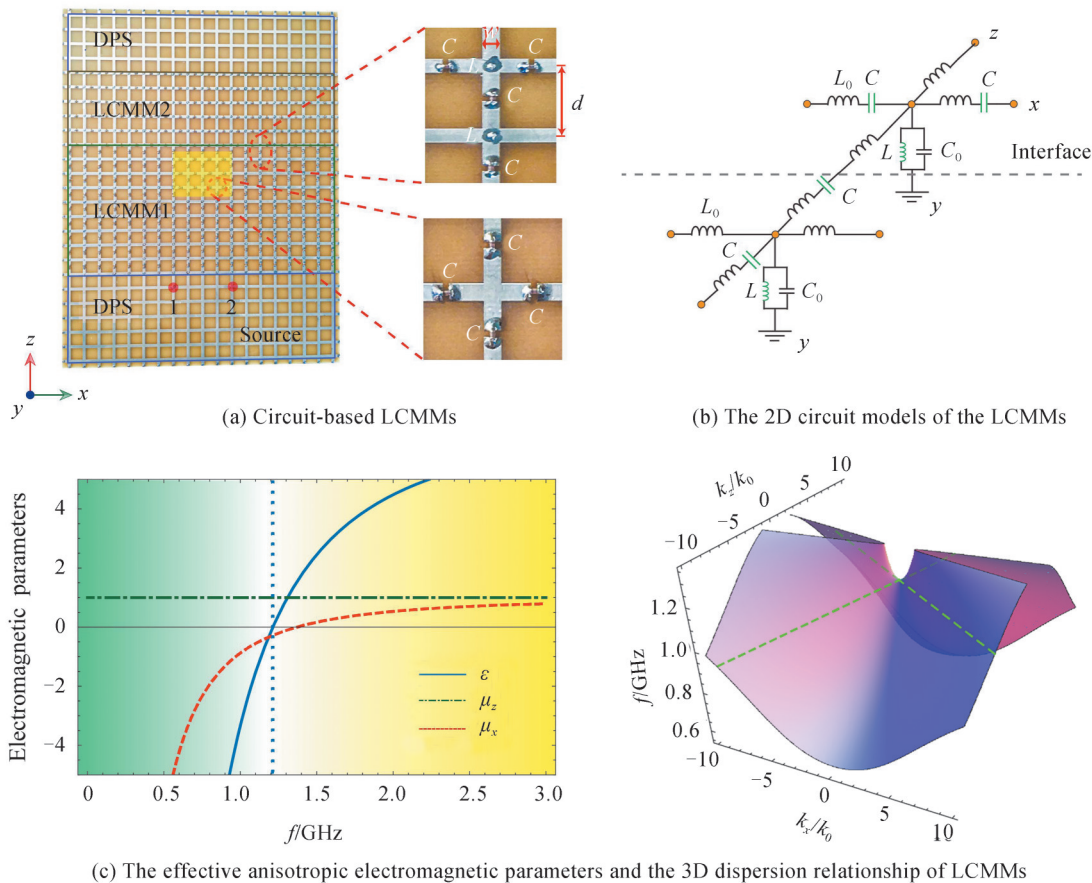 DPS
LCMM2
LCMM1
DPS
1 2
Source
z
y x
C C
C
C
d
C
C C
C
(a) Circuit-based LCMMs
z
L₀ C C
x
L C₀
Interface
y
C
L₀
C
L C₀
y
(b) The 2D circuit models of the LCMMs
Electromagnetic parameters
4
2
0
−2
−4
ε
μz
μx
0 0.5 1.0 1.5 2.0 2.5 3.0
f/GHz
kz/k₀
10
5
0
−5
−10
f/GHz
1.2
1.0
0.8
0.6
−10 −5 0 5 10
kx/k₀
(c) The effective anisotropic electromagnetic parameters and the 3D dispersion relationship of LCMMs